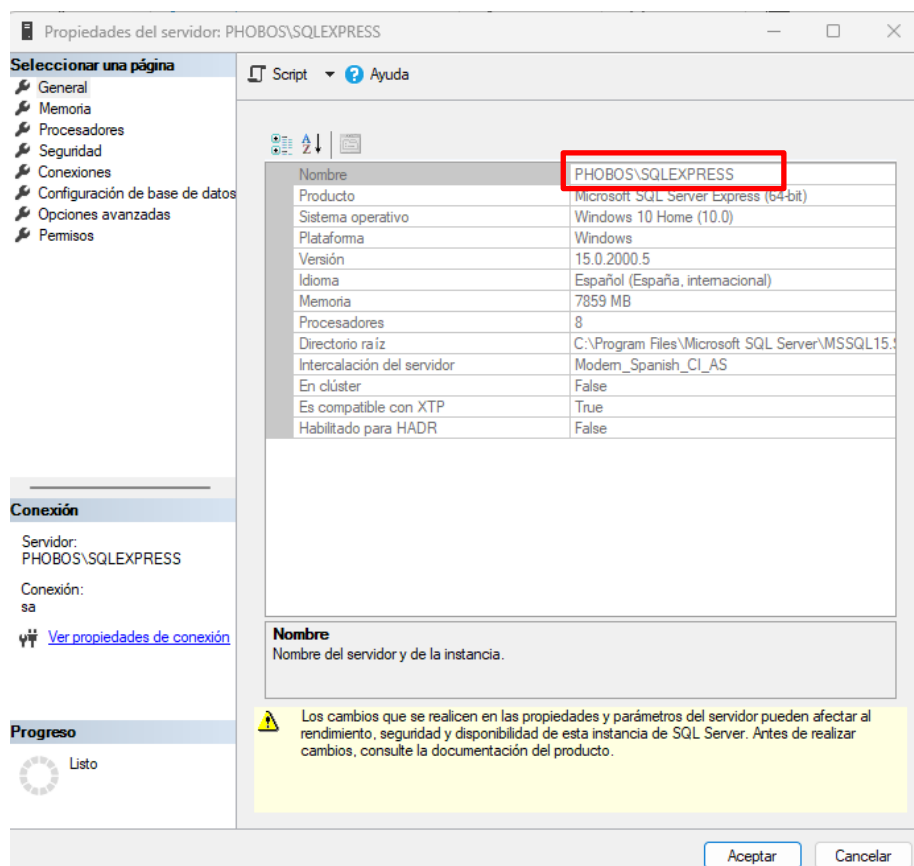 Propiedades del servidor: PHOBOS\SQLEXPRESS
Seleccionar una página
General
Memoria
Procesadores
Seguridad
Conexiones
Configuración de base de datos
Opciones avanzadas
Permisos
Script
Ayuda
Nombre PHOBOS\SQLEXPRESS
Producto Microsoft SQL Server Express (64-bit)
Sistema operativo Windows 10 Home (10.0)
Plataforma Windows
Versión 15.0.2000.5
Idioma Español (España, internacional)
Memoria 7859 MB
Procesadores 8
Directorio raíz C:\Program Files\Microsoft SQL Server\MSSQL15.
Intercalación del servidor Modern_Spanish_CI_AS
En clúster False
Es compatible con XTP True
Habilitado para HADR False
Conexión
Servidor:
PHOBOS\SQLEXPRESS
Conexión:
sa
Ver propiedades de conexión
Nombre
Nombre del servidor y de la instancia.
Los cambios que se realicen en las propiedades y parámetros del servidor pueden afectar al
rendimiento, seguridad y disponibilidad de esta instancia de SQL Server. Antes de realizar
cambios, consulte la documentación del producto.
Progreso
Listo
Aceptar
Cancelar